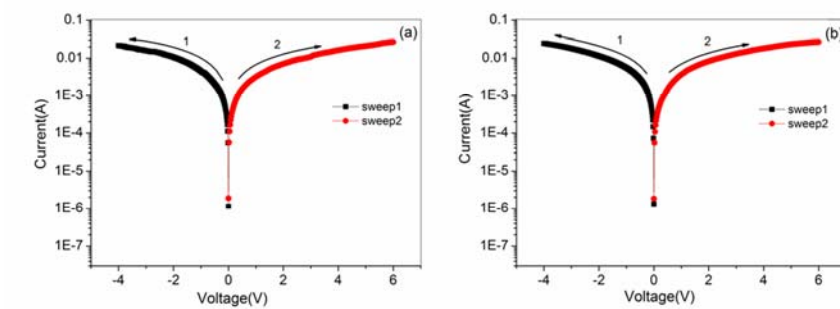 0.1
0.01
1E-3
1E-4
1E-5
1E-6
1E-7
Current(A)
-4
-2
0
2
4
6
Voltage(V)
1
2
(a)
sweep1
sweep2
0.1
0.01
1E-3
1E-4
1E-5
1E-6
1E-7
Current(A)
-4
-2
0
2
4
6
Voltage(V)
1
2
(b)
sweep1
sweep2